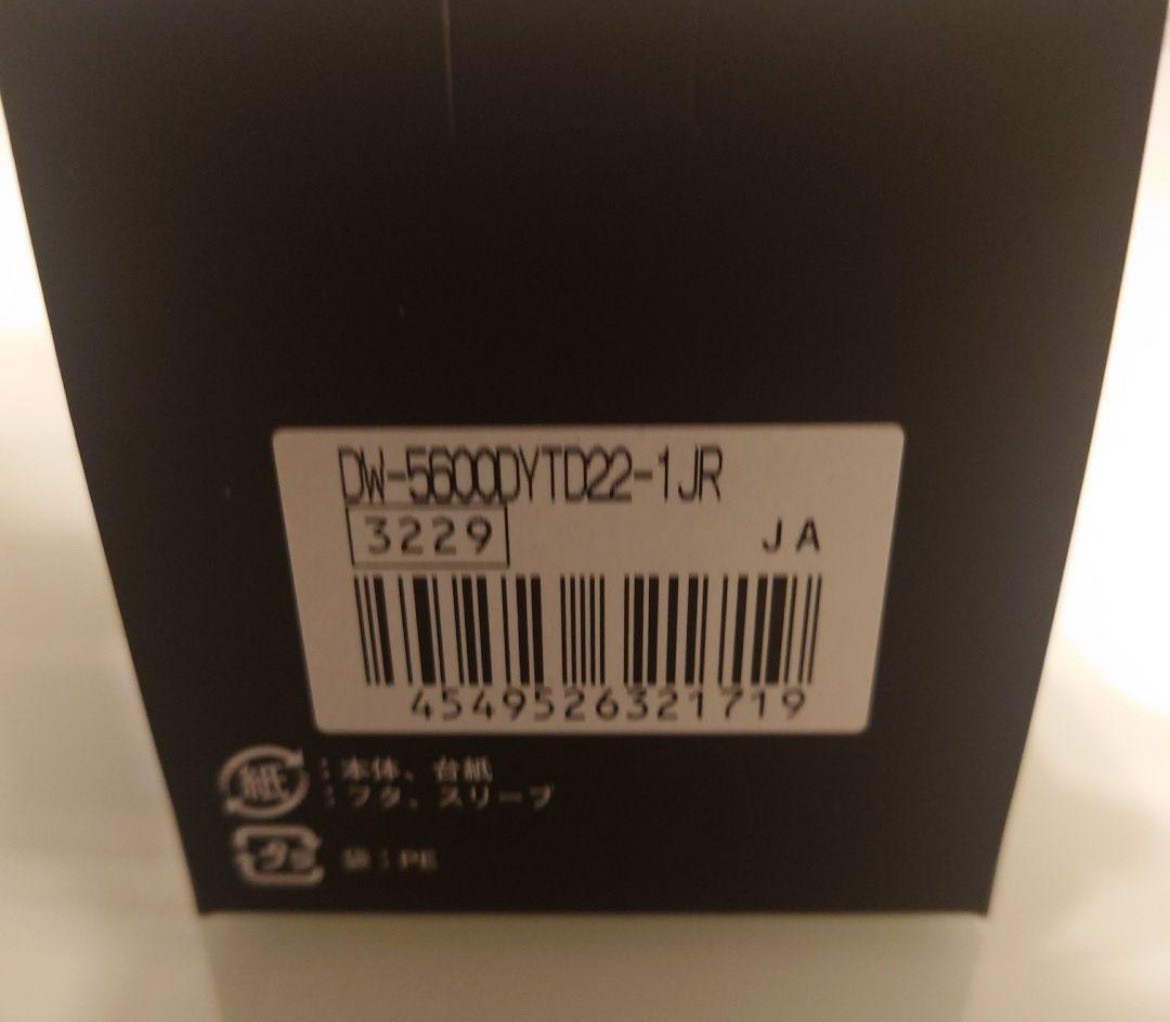 DW-5600DYTD22-1JR
3229
JA
4549526321719
紙 : 本体、台紙
: フタ、スリーブ
プラ 袋 : PE